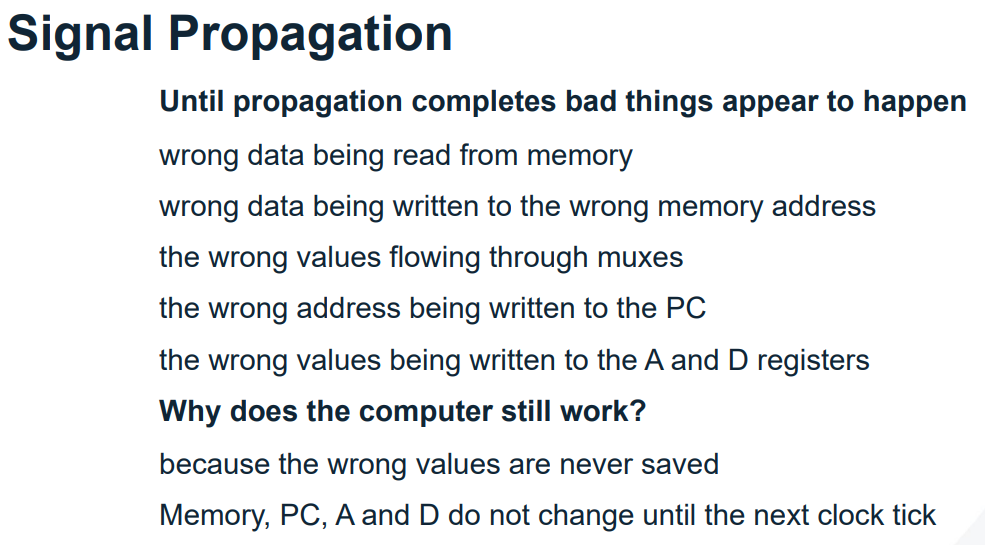 Signal Propagation
Until propagation completes bad things appear to happen
wrong data being read from memory
wrong data being written to the wrong memory address
the wrong values flowing through muxes
the wrong address being written to the PC
the wrong values being written to the A and D registers
Why does the computer still work?
because the wrong values are never saved
Memory, PC, A and D do not change until the next clock tick